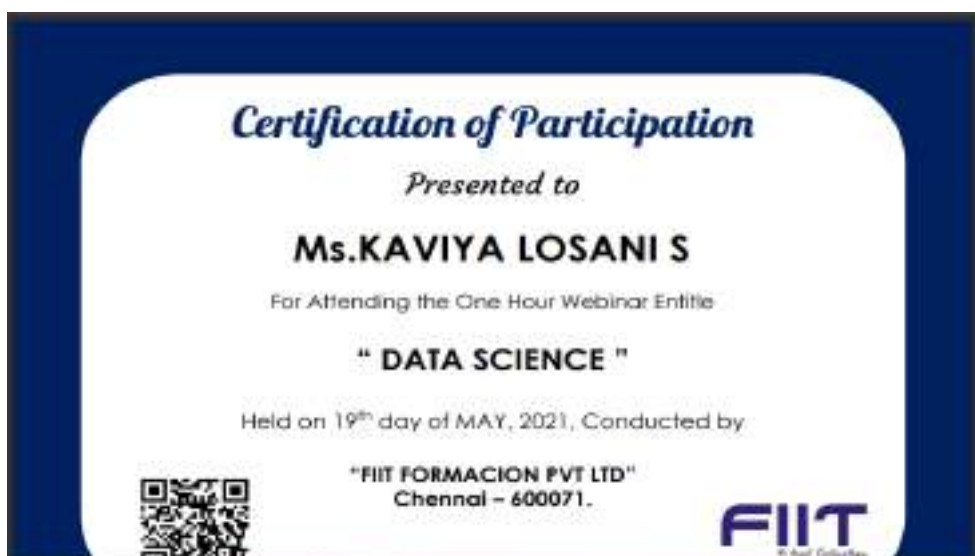 Certification of Participation
Presented to
Ms.KAVIYA LOSANI S
For Attending the One Hour Webinar Entitle
“ DATA SCIENCE ”
Held on 19th day of MAY, 2021, Conducted by
“FIIT FORMACION PVT LTD”
Chennai – 600071.
FIIT